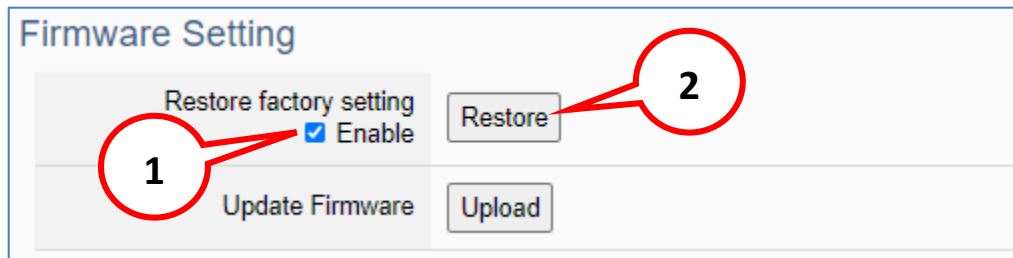 Firmware Setting
Restore factory setting
Enable
Restore
2
1
Update Firmware
Upload